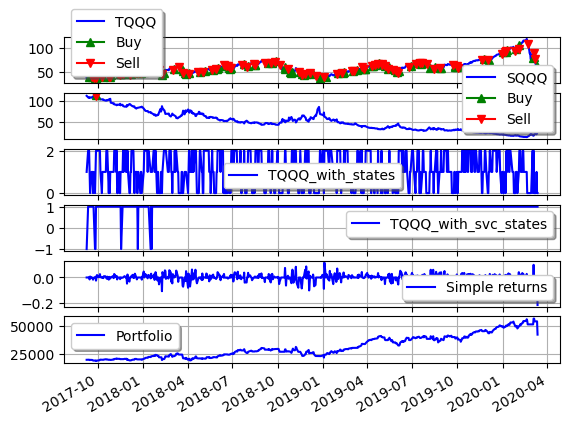 TQQQ
Buy
Sell
100
50
SQQQ
Buy
Sell
100
50
2
0
TQQQ_with_states
1
0
−1
TQQQ_with_svc_states
0.0
−0.2
Simple returns
50000
25000
Portfolio
2017-10
2018-01
2018-04
2018-07
2018-10
2019-01
2019-04
2019-07
2019-10
2020-01
2020-04